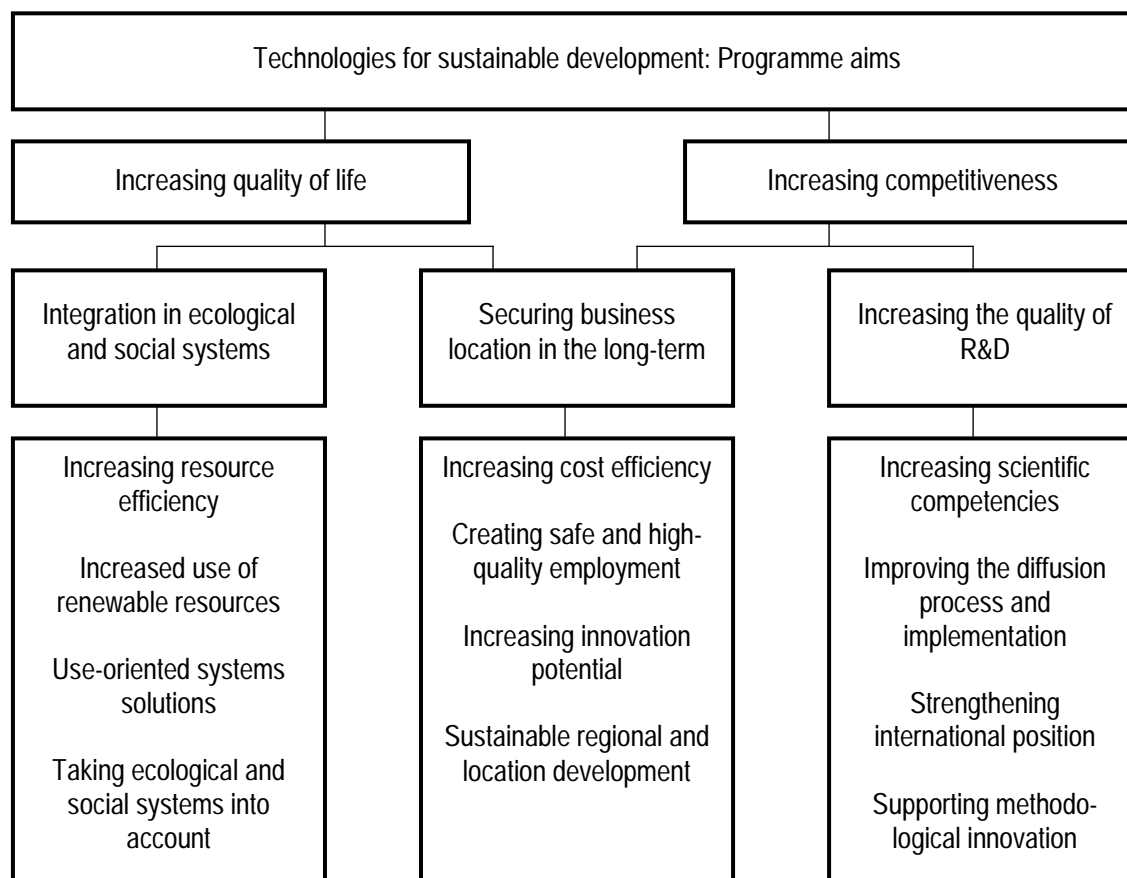 Technologies for sustainable development: Programme aims
Increasing quality of life
Increasing competitiveness
Integration in ecological
and social systems
Securing business
location in the long-term
Increasing the quality of
R&D
Increasing resource
efficiency
Increased use of
renewable resources
Use-oriented systems
solutions
Taking ecological and
social systems into
account
Increasing cost efficiency
Creating safe and high-
quality employment
Increasing innovation
potential
Sustainable regional and
location development
Increasing scientific
competencies
Improving the diffusion
process and
implementation
Strengthening
international position
Supporting methodo-
logical innovation